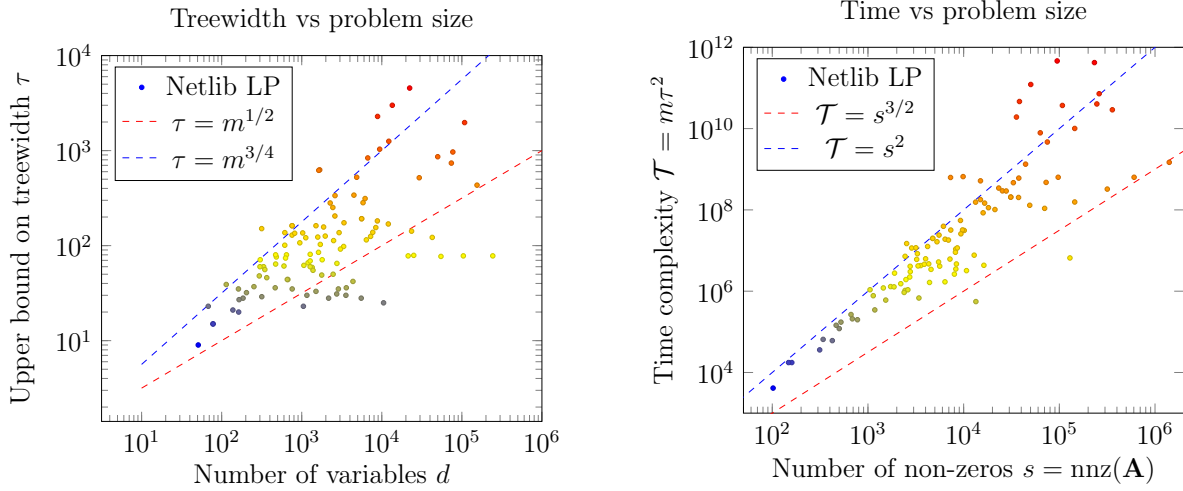 Treewidth vs problem size
Upper bound on treewidth τ
10^4
10^3
10^2
10^1
Netlib LP
τ = m^{1/2}
τ = m^{3/4}
10^1 10^2 10^3 10^4 10^5 10^6
Number of variables d
Time vs problem size
Time complexity 𝒯 = mτ^2
10^12
10^10
10^8
10^6
10^4
Netlib LP
𝒯 = s^{3/2}
𝒯 = s^2
10^2 10^3 10^4 10^5 10^6
Number of non-zeros s = nnz(A)